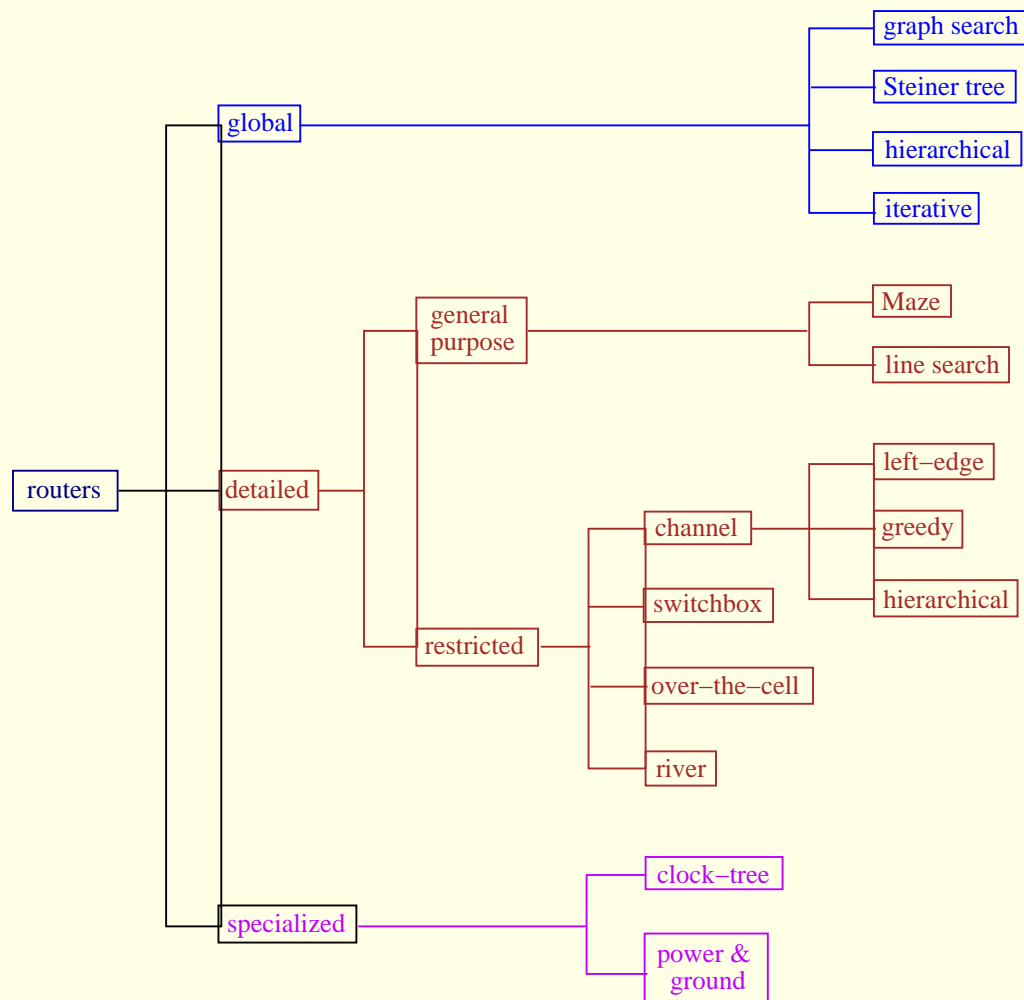 graph search
Steiner tree
global
hierarchical
iterative
Maze
general
purpose
line search
left−edge
routers
detailed
channel
greedy
switchbox
hierarchical
restricted
over−the−cell
river
clock−tree
specialized
power &
ground